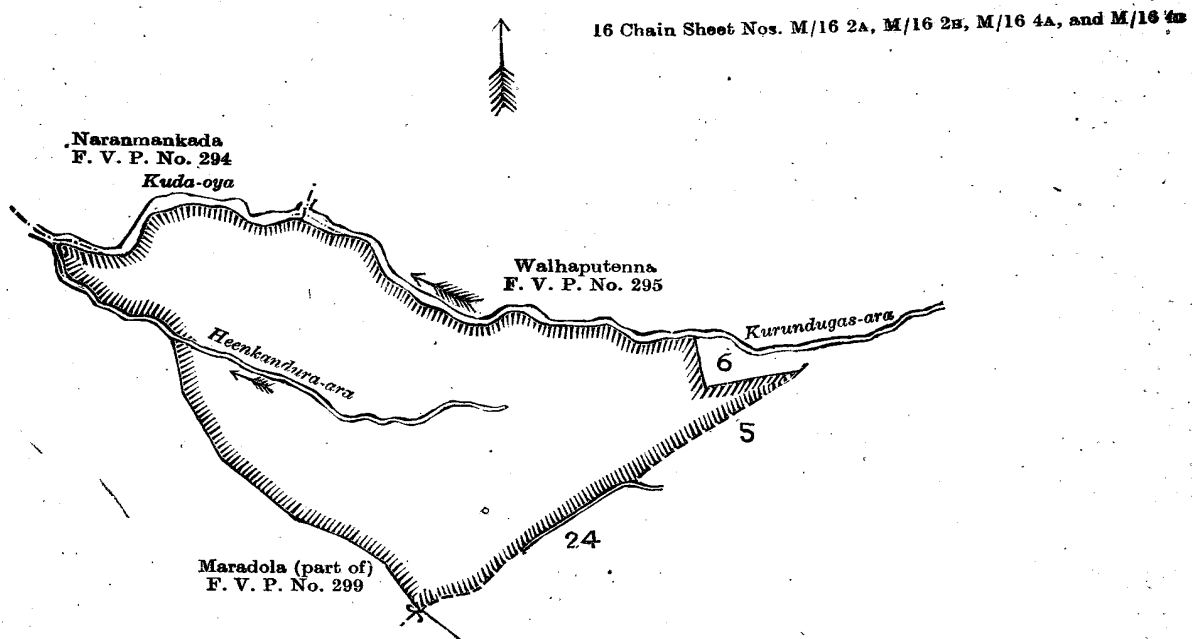 16 Chain Sheet Nos. M/16 2A, M/16 2B, M/16 4A, and M/16 4B
Naranmankada
F. V. P. No. 294
Kuda-oya
Walhaputenna
F. V. P. No. 295
Kurundugas-ara
Heenkandura-ara
6
5
24
Maradola (part of)
F. V. P. No. 299